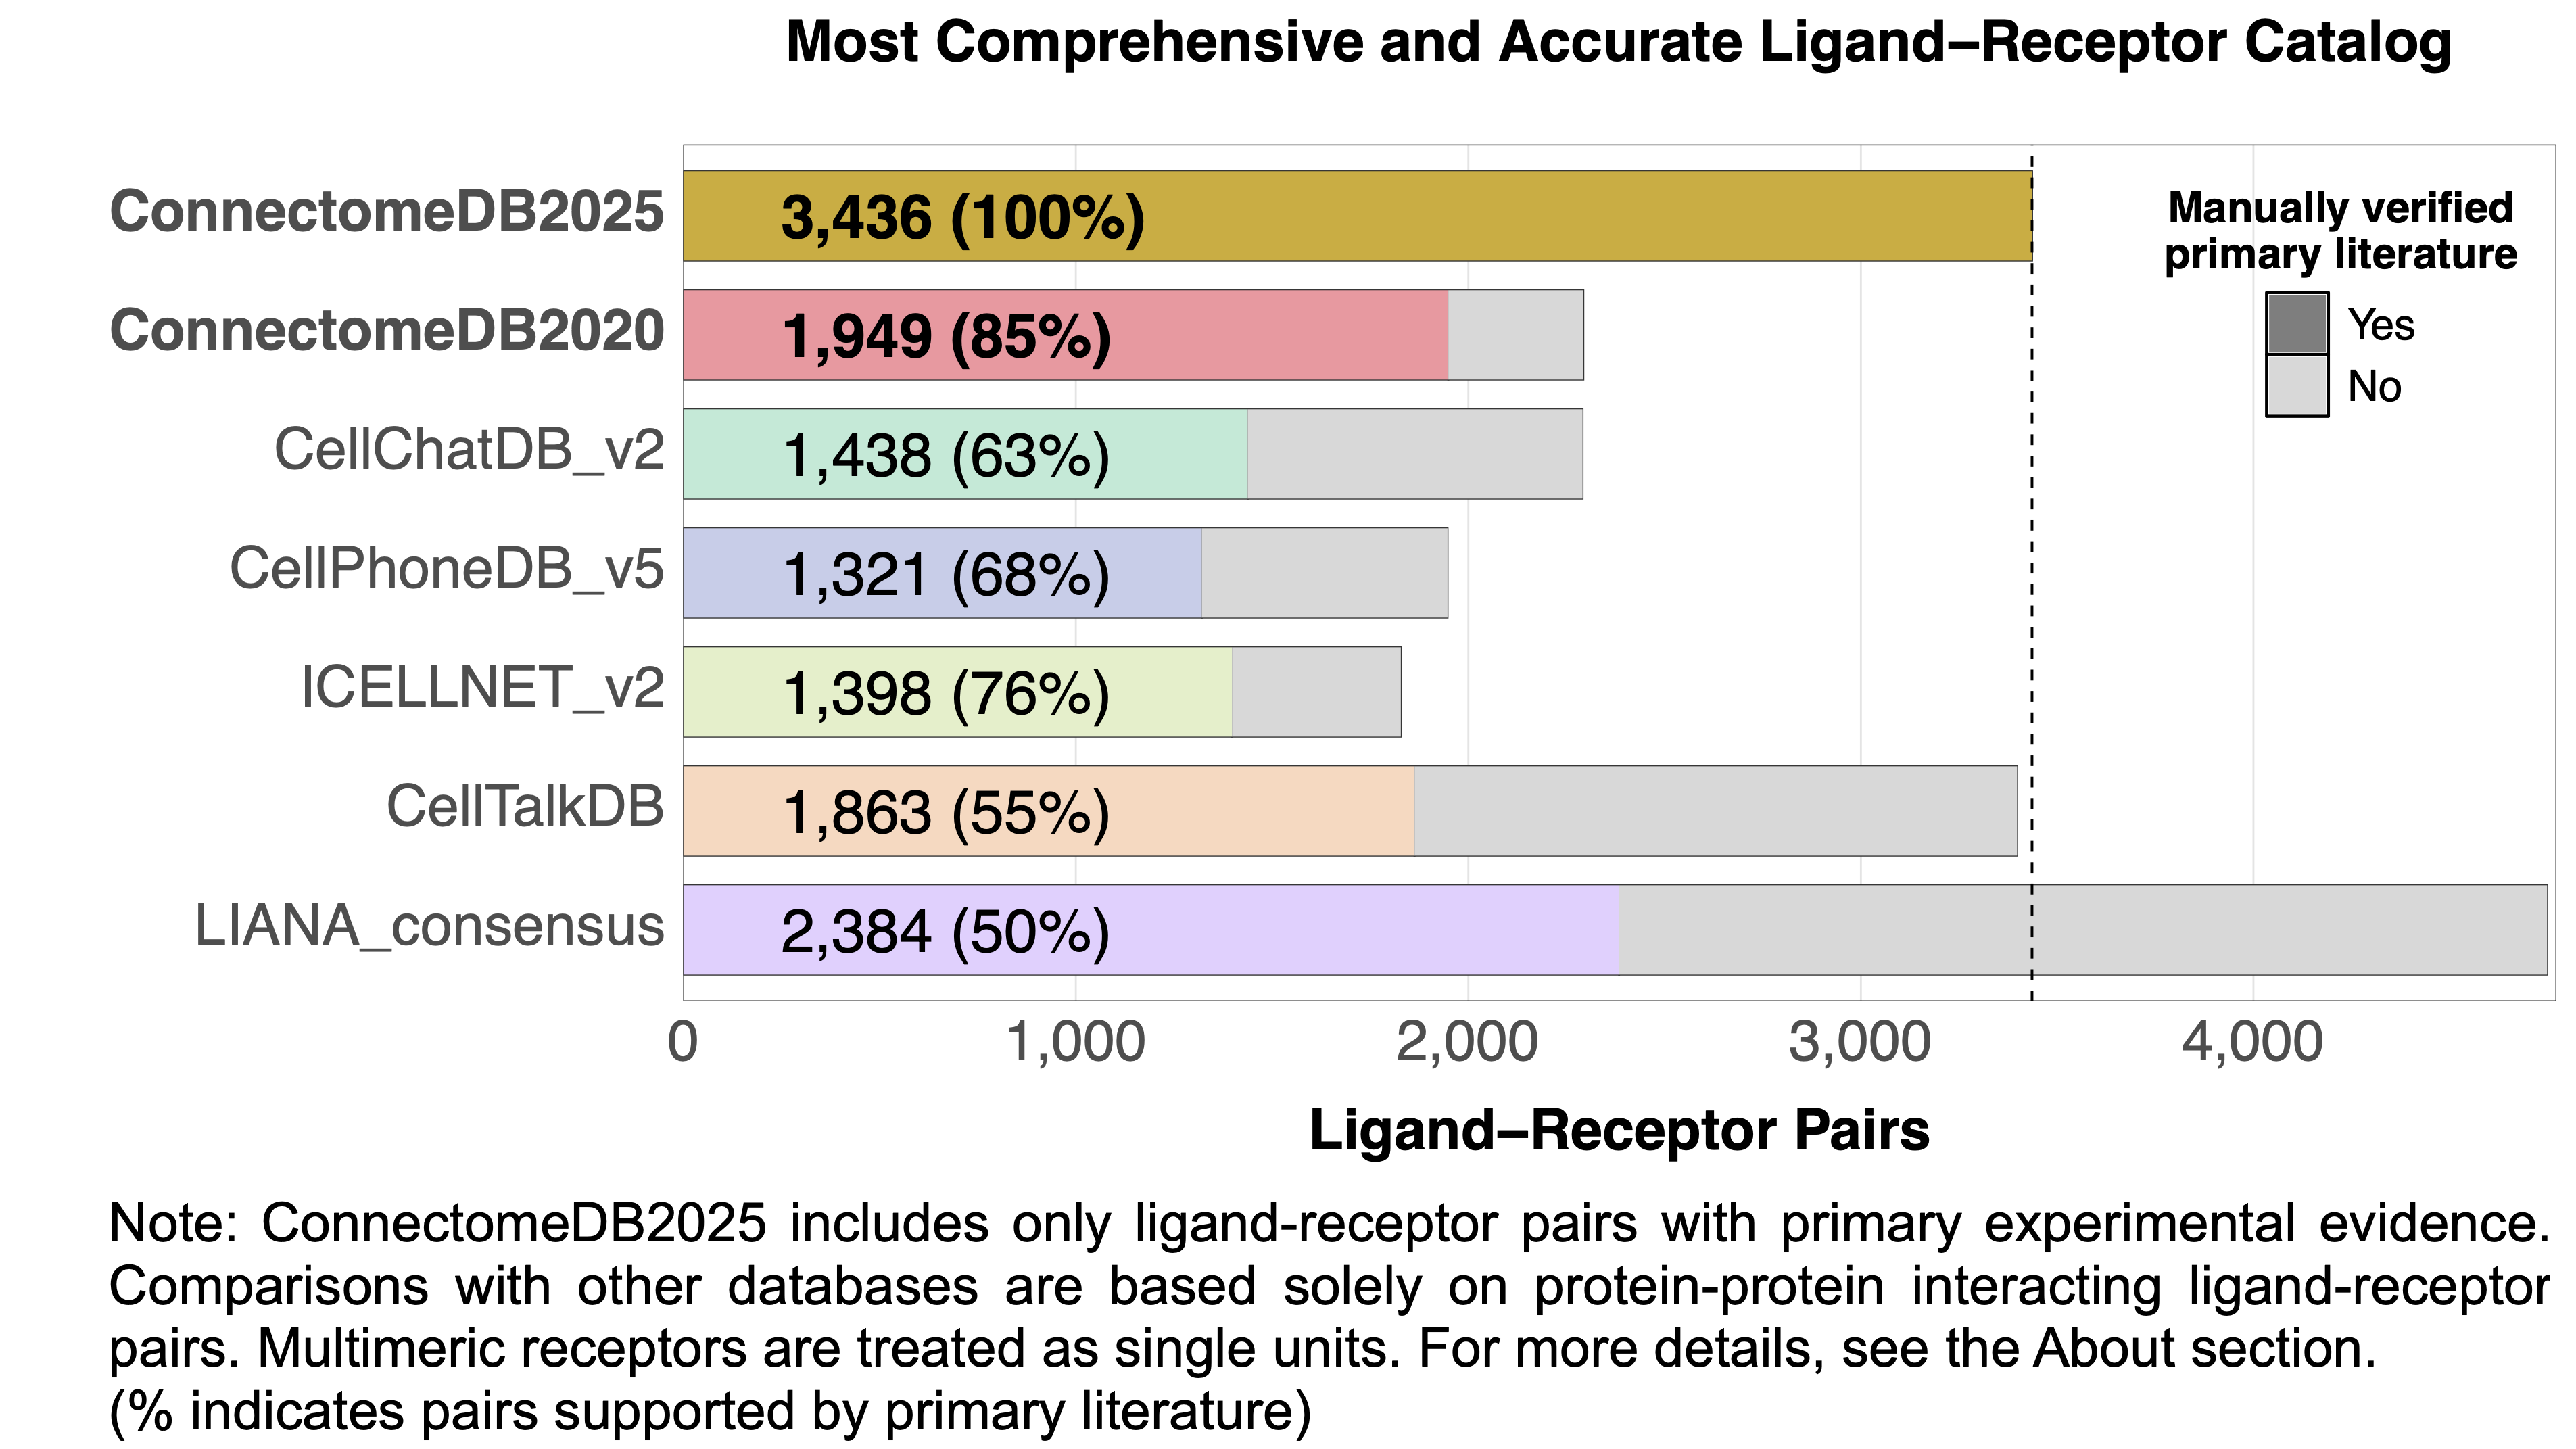 Most Comprehensive and Accurate Ligand–Receptor Catalog
ConnectomeDB2025
3,436 (100%)
ConnectomeDB2020
1,949 (85%)
CellChatDB_v2
1,438 (63%)
CellPhoneDB_v5
1,321 (68%)
ICELLNET_v2
1,398 (76%)
CellTalkDB
1,863 (55%)
LIANA_consensus
2,384 (50%)
Manually verified
primary literature
Yes
No
0 1,000 2,000 3,000 4,000
Ligand–Receptor Pairs
Note: ConnectomeDB2025 includes only ligand-receptor pairs with primary experimental evidence.
Comparisons with other databases are based solely on protein-protein interacting ligand-receptor
pairs. Multimeric receptors are treated as single units. For more details, see the About section.
(% indicates pairs supported by primary literature)